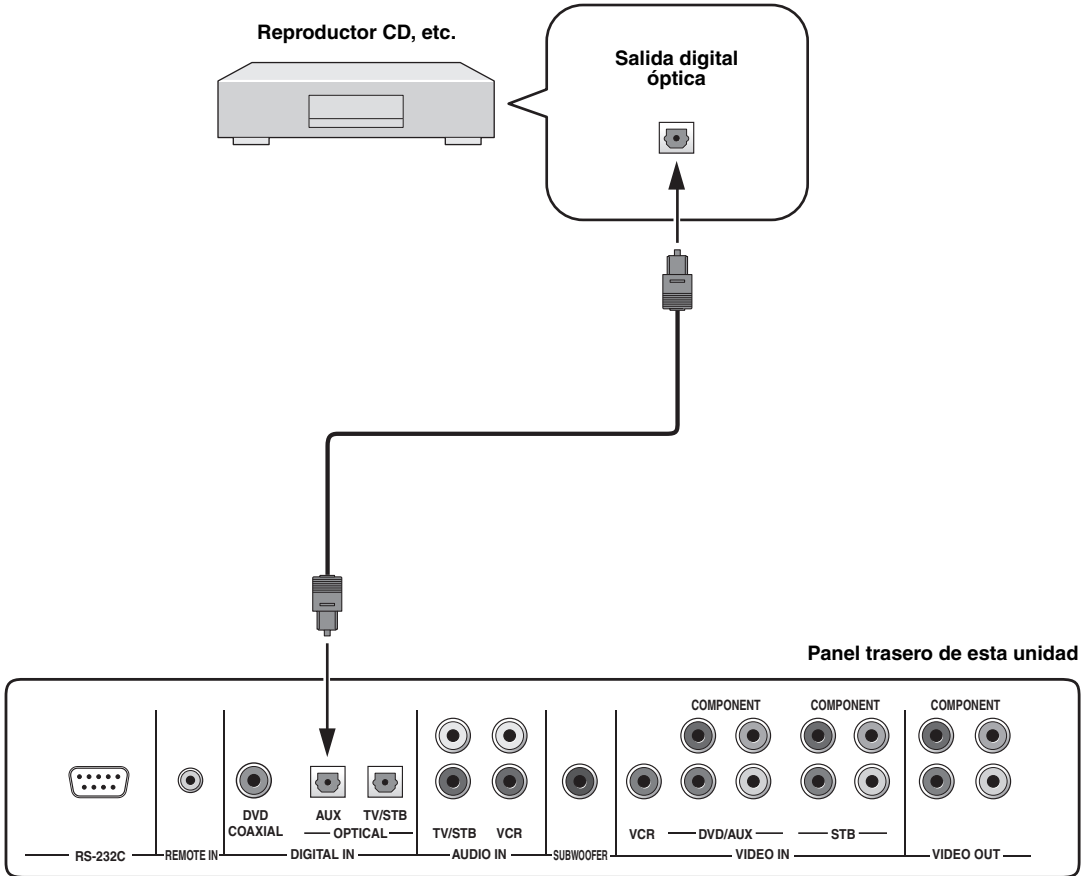 Reproductor CD, etc.
Salida digital
óptica
Panel trasero de esta unidad
COMPONENT
COMPONENT
COMPONENT
DVD
COAXIAL
AUX
TV/STB
OPTICAL
TV/STB
VCR
VCR
DVD/AUX
STB
RS-232C
REMOTE IN
DIGITAL IN
AUDIO IN
SUBWOOFER
VIDEO IN
VIDEO OUT